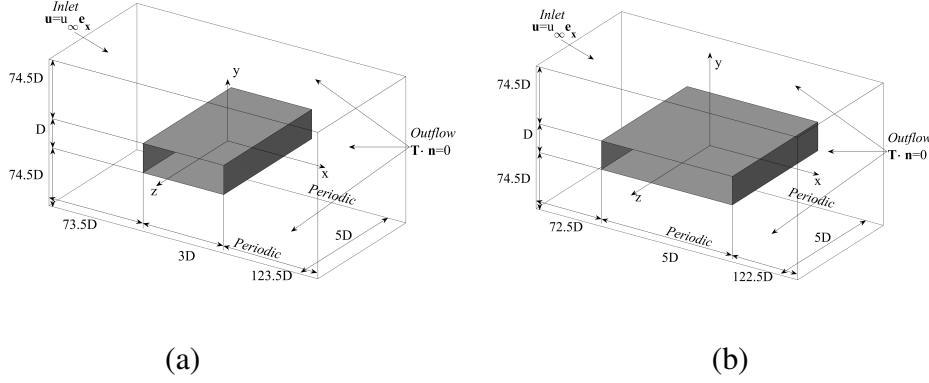 Inlet
u=u∞ex
74.5D
D
74.5D
y
x
z
Outflow
T· n=0
Periodic
Periodic
73.5D
3D
123.5D
5D
(a)
Inlet
u=u∞ex
74.5D
D
74.5D
y
x
z
Outflow
T· n=0
Periodic
Periodic
72.5D
5D
122.5D
5D
(b)